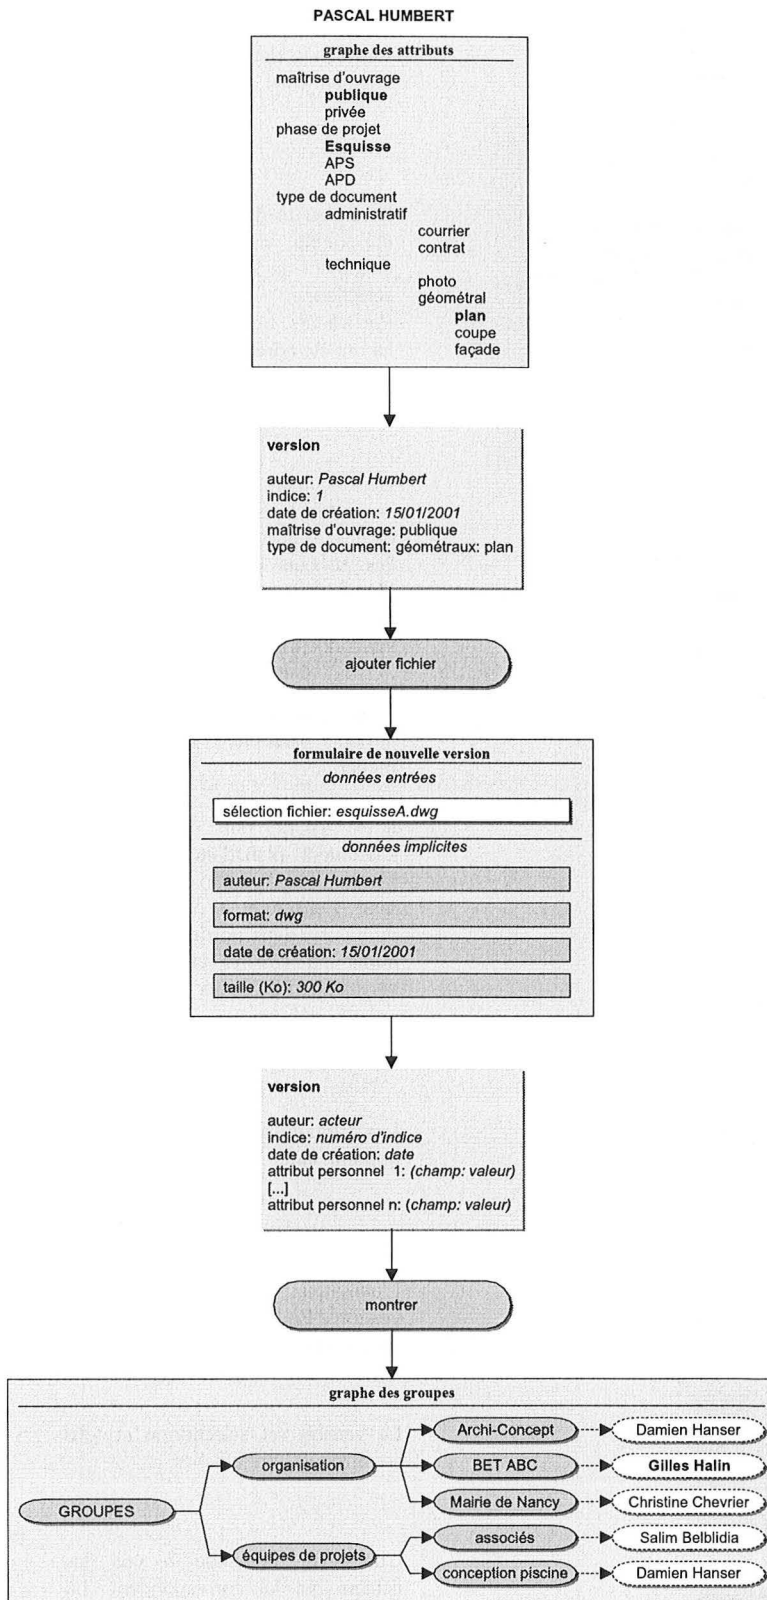 PASCAL HUMBERT
graphe des attributs
maîtrise d'ouvrage
publique
privée
phase de projet
Esquisse
APS
APD
type de document
administratif
courrier
contrat
technique
photo
géométral
plan
coupe
façade
version
auteur: Pascal Humbert
indice: 1
date de création: 15/01/2001
maîtrise d'ouvrage: publique
type de document: géométraux: plan
ajouter fichier
formulaire de nouvelle version
données entrées
sélection fichier: esquisseA.dwg
données implicites
auteur: Pascal Humbert
format: dwg
date de création: 15/01/2001
taille (Ko): 300 Ko
version
auteur: acteur
indice: numéro d'indice
date de création: date
attribut personnel 1: (champ: valeur)
[...]
attribut personnel n: (champ: valeur)
montrer
graphe des groupes
GROUPES
organisation
Archi-Concept
Damien Hanser
BET ABC
Gilles Halin
Mairie de Nancy
Christine Chevrier
équipes de projets
associés
Salim Belblidia
conception piscine
Damien Hanser